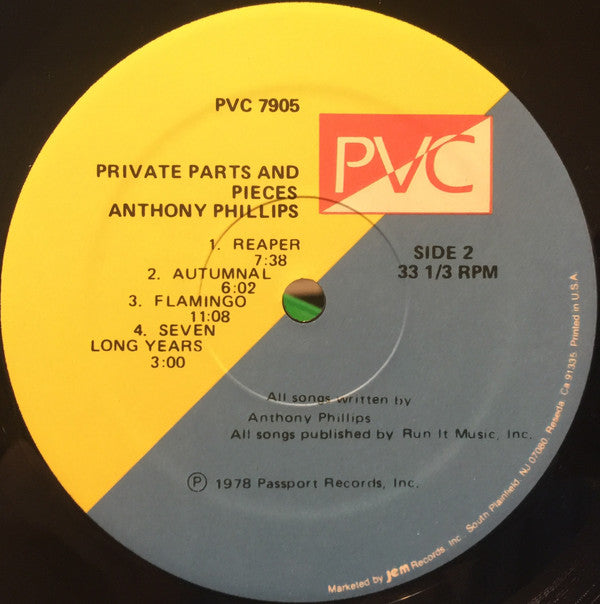 PVC 7905
PVC
PRIVATE PARTS AND
PIECES
ANTHONY PHILLIPS
1. REAPER
7:38
2. AUTUMNAL
6:02
3. FLAMINGO
11:08
4. SEVEN
LONG YEARS
3:00
SIDE 2
33 1/3 RPM
All songs written by
Anthony Phillips
All songs published by Run It Music, Inc.
Ⓟ 1978 Passport Records, Inc.
Marketed by jem Records, Inc. South Plainfield, NJ 07080, Reseda, Ca 91335 Printed in U.S.A.